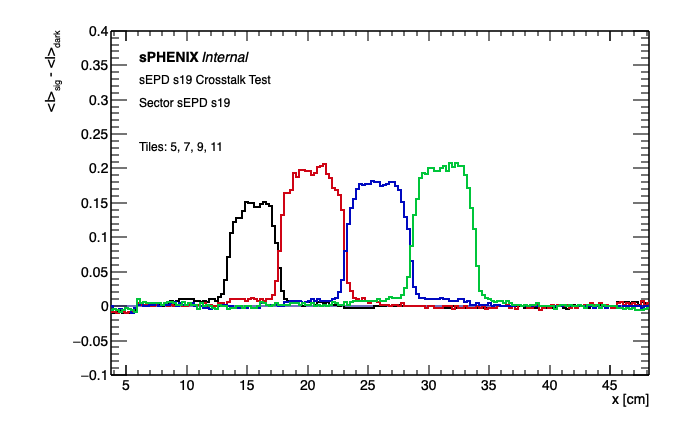 <I>sig - <I>dark
0.4
0.35
0.3
0.25
0.2
0.15
0.1
0.05
0
−0.05
−0.1
sPHENIX Internal
sEPD s19 Crosstalk Test
Sector sEPD s19
Tiles: 5, 7, 9, 11
5 10 15 20 25 30 35 40 45
x [cm]